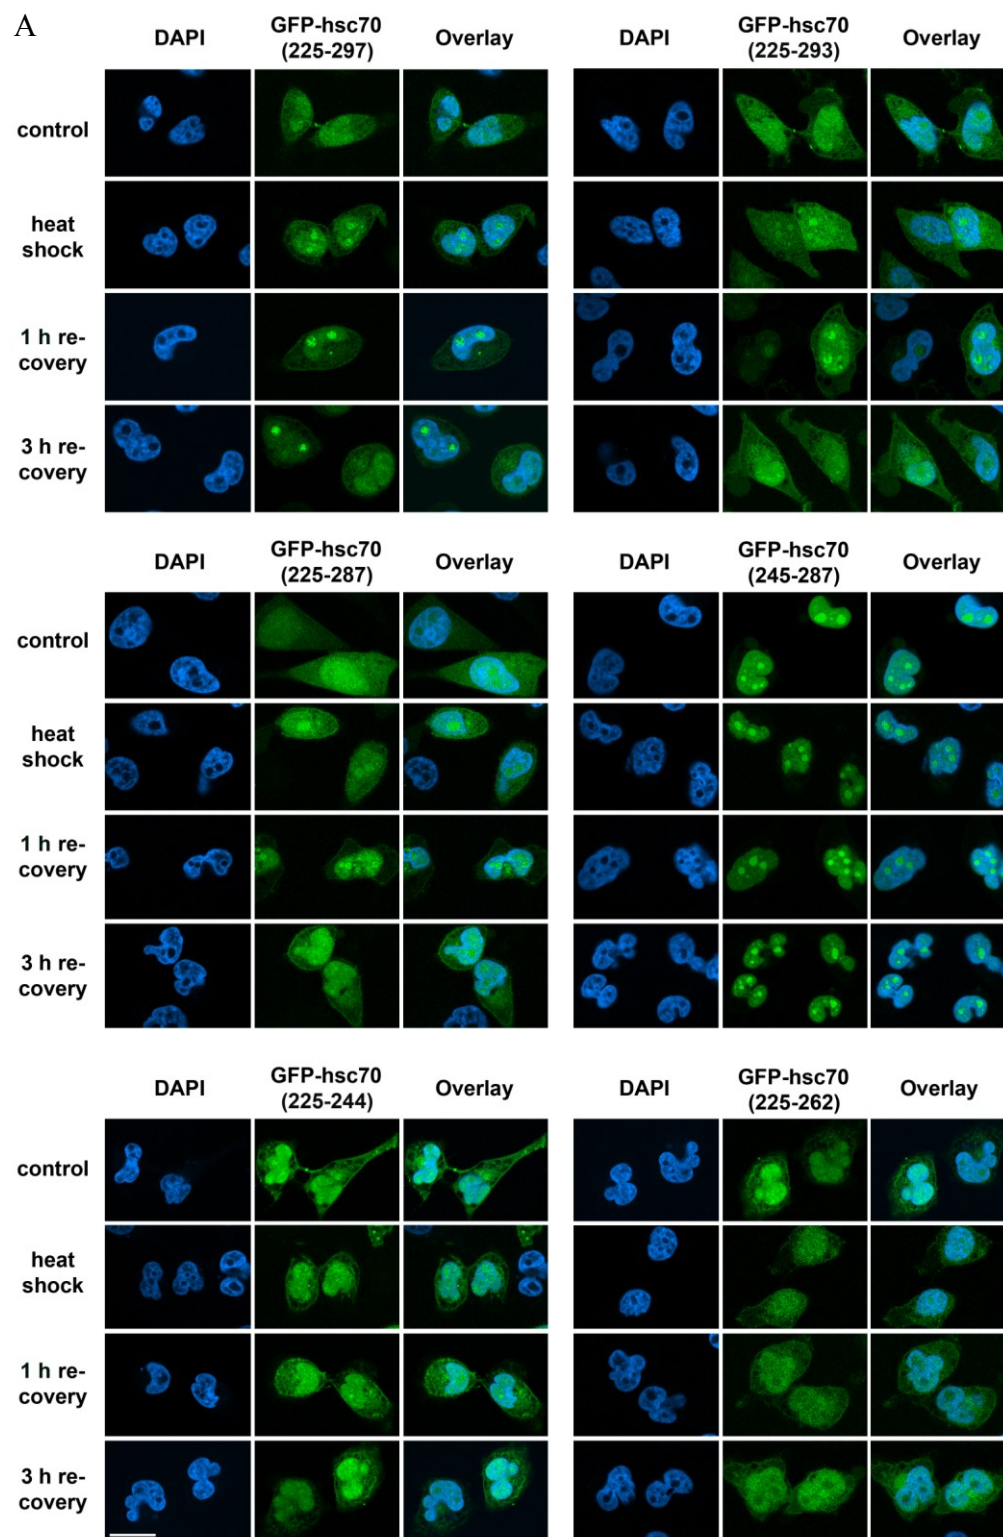 A
DAPI GFP-hsc70 (225-297) Overlay DAPI GFP-hsc70 (225-293) Overlay
control
heat
shock
1 h re-
covery
3 h re-
covery
DAPI GFP-hsc70 (225-287) Overlay DAPI GFP-hsc70 (245-287) Overlay
control
heat
shock
1 h re-
covery
3 h re-
covery
DAPI GFP-hsc70 (225-244) Overlay DAPI GFP-hsc70 (225-262) Overlay
control
heat
shock
1 h re-
covery
3 h re-
covery